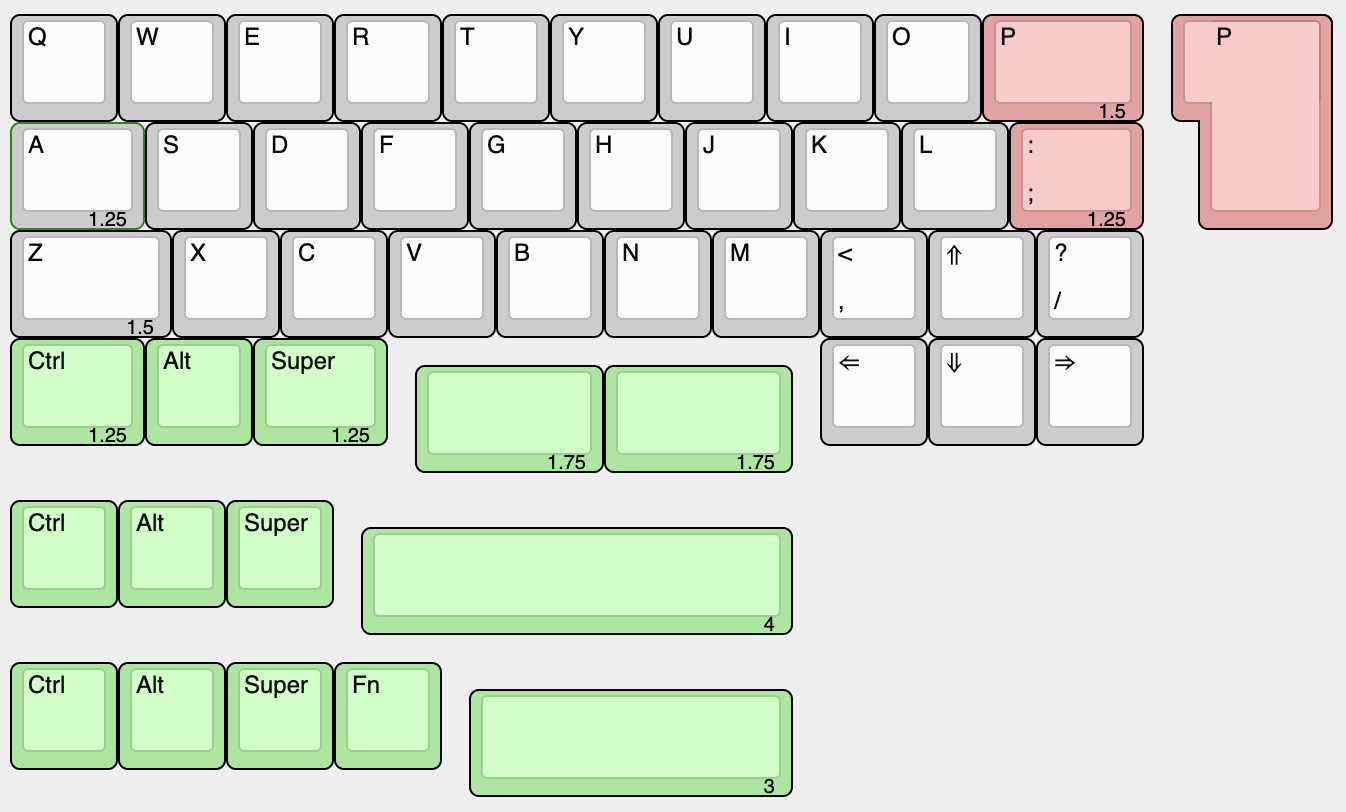 Q W E R T Y U I O P P
1.5
A S D F G H J K L :
;
1.25 1.25
Z X C V B N M < ⇑ ?
, /
1.5
Ctrl Alt Super ⇐ ⇓ ⇒
1.25 1.25
1.75 1.75
Ctrl Alt Super
4
Ctrl Alt Super Fn
3